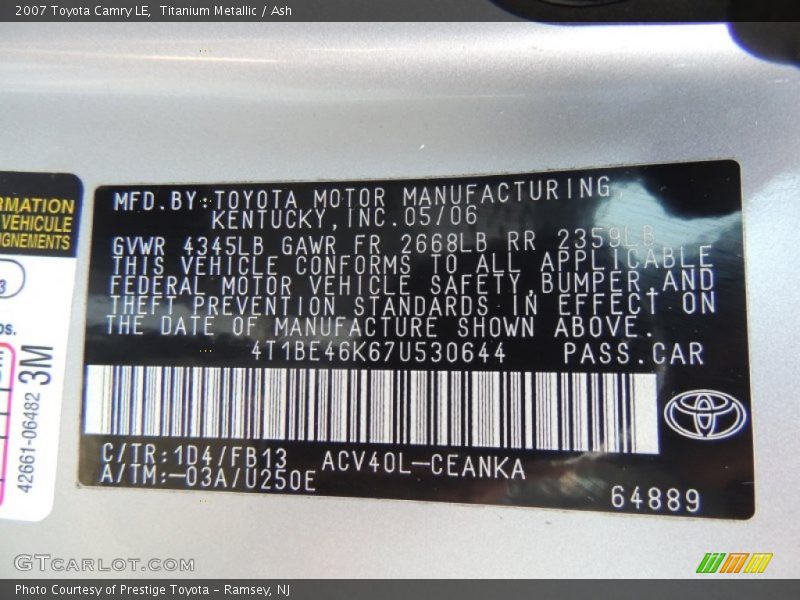 2007 Toyota Camry LE, Titanium Metallic / Ash
RMATION
VEHICULE
IGNEMENTS
3
os.
42661-06482 3M
MFD.BY:TOYOTA MOTOR MANUFACTURING,
KENTUCKY,INC.05/06
GVWR 4345LB GAWR FR 2668LB RR 2359LB
THIS VEHICLE CONFORMS TO ALL APPLICABLE
FEDERAL MOTOR VEHICLE SAFETY,BUMPER,AND
THEFT PREVENTION STANDARDS IN EFFECT ON
THE DATE OF MANUFACTURE SHOWN ABOVE.
4T1BE46K67U530644 PASS.CAR
C/TR:1D4/FB13 ACV40L-CEANKA
A/TM:-03A/U250E
64889
GTCARLOT.COM
Photo Courtesy of Prestige Toyota - Ramsey, NJ